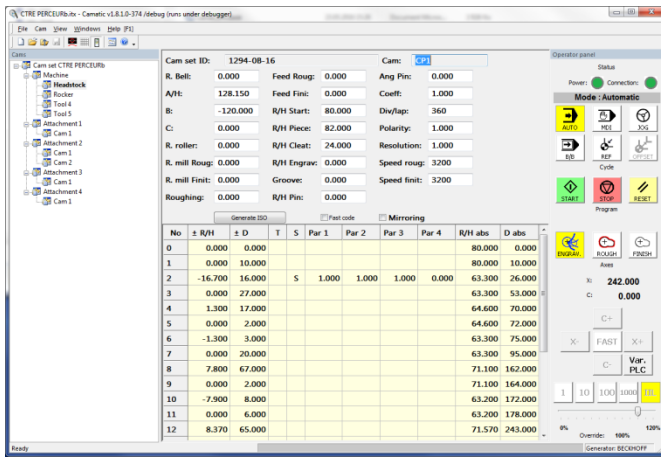 CTRE PERCEURb.itx - Camatic v1.8.1.0-374 /debug (runs under debugger)
File Cam View Windows Help [F1]
Cams
Cam set CTRE PERCEURb
Machine
Headstock
Rocker
Tool 4
Tool 5
Attachment 1
Cam 1
Attachment 2
Cam 1
Cam 2
Attachment 3
Cam 1
Attachment 4
Cam 1
Cam set ID: 1294-08-16 Cam: CP1
R. Bell: 0.000 Feed Roug: 0.000 Ang Pin: 0.000
A/H: 128.150 Feed Fini: 0.000 Coeff: 1.000
B: -120.000 R/H Start: 80.000 Div/lap: 360
C: 0.000 R/H Piece: 82.000 Polarity: 1.000
R. roller: 0.000 R/H Cleat: 24.000 Resolution: 1.000
R. mill Roug: 0.000 R/H Engrav: 0.000 Speed roug: 3200
R. mill Finit: 0.000 Groove: 0.000 Speed finit: 3200
Roughing: 0.000 R/H Pin: 0.000
Generate ISO Fast code Mirroring
No ± R/H ± D T S Par 1 Par 2 Par 3 Par 4 R/H abs D abs
0 0.000 0.000 80.000 0.000
1 0.000 10.000 80.000 10.000
2 -16.700 16.000 S 1.000 1.000 1.000 0.000 63.300 26.000
3 0.000 27.000 63.300 53.000
4 1.300 17.000 64.600 70.000
5 0.000 2.000 64.600 72.000
6 -1.300 3.000 63.300 75.000
7 0.000 20.000 63.300 95.000
8 7.800 67.000 71.100 162.000
9 0.000 2.000 71.100 164.000
10 -7.900 8.000 63.200 172.000
11 0.000 6.000 63.200 178.000
12 8.370 65.000 71.570 243.000
Operator panel
Status
Power: Connection:
Mode : Automatic
AUTO MDI JOG
B/B REF OFFSET
Cycle
START STOP RESET
Program
ENGRAV. ROUGH FINISH
Axes
X: 242.000
C: 0.000
C+
X- FAST X+
C- Var. PLC
1 10 100 1000
0% 120%
Override: 100%
Ready
Generator: BECKHOFF